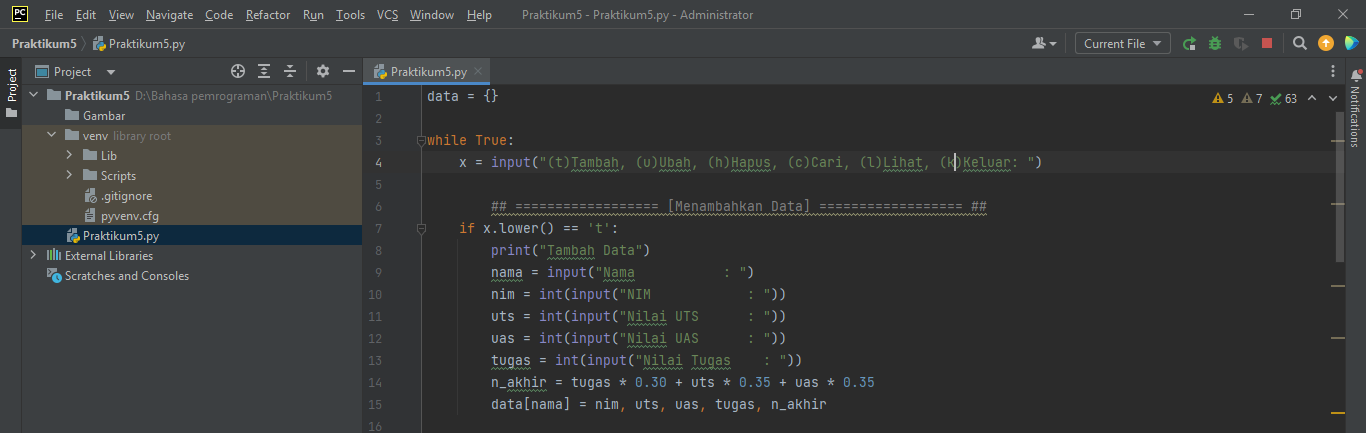 PC File Edit View Navigate Code Refactor Run Tools VCS Window Help Praktikum5 - Praktikum5.py - Administrator
Praktikum5 Praktikum5.py Current File
Project Project Praktikum5.py Notifications
Praktikum5 D:\Bahasa pemrograman\Praktikum5
Gambar
venv library root
Lib
Scripts
.gitignore
pyvenv.cfg
Praktikum5.py
External Libraries
Scratches and Consoles
5 7 63
1 data = {}
2
3 while True:
4 x = input("(t)Tambah, (u)Ubah, (h)Hapus, (c)Cari, (l)Lihat, (k)Keluar: ")
5
6 ## ================== [Menambahkan Data] ================== ##
7 if x.lower() == 't':
8 print("Tambah Data")
9 nama = input("Nama : ")
10 nim = int(input("NIM : "))
11 uts = int(input("Nilai UTS : "))
12 uas = int(input("Nilai UAS : "))
13 tugas = int(input("Nilai Tugas : "))
14 n_akhir = tugas * 0.30 + uts * 0.35 + uas * 0.35
15 data[nama] = nim, uts, uas, tugas, n_akhir
16